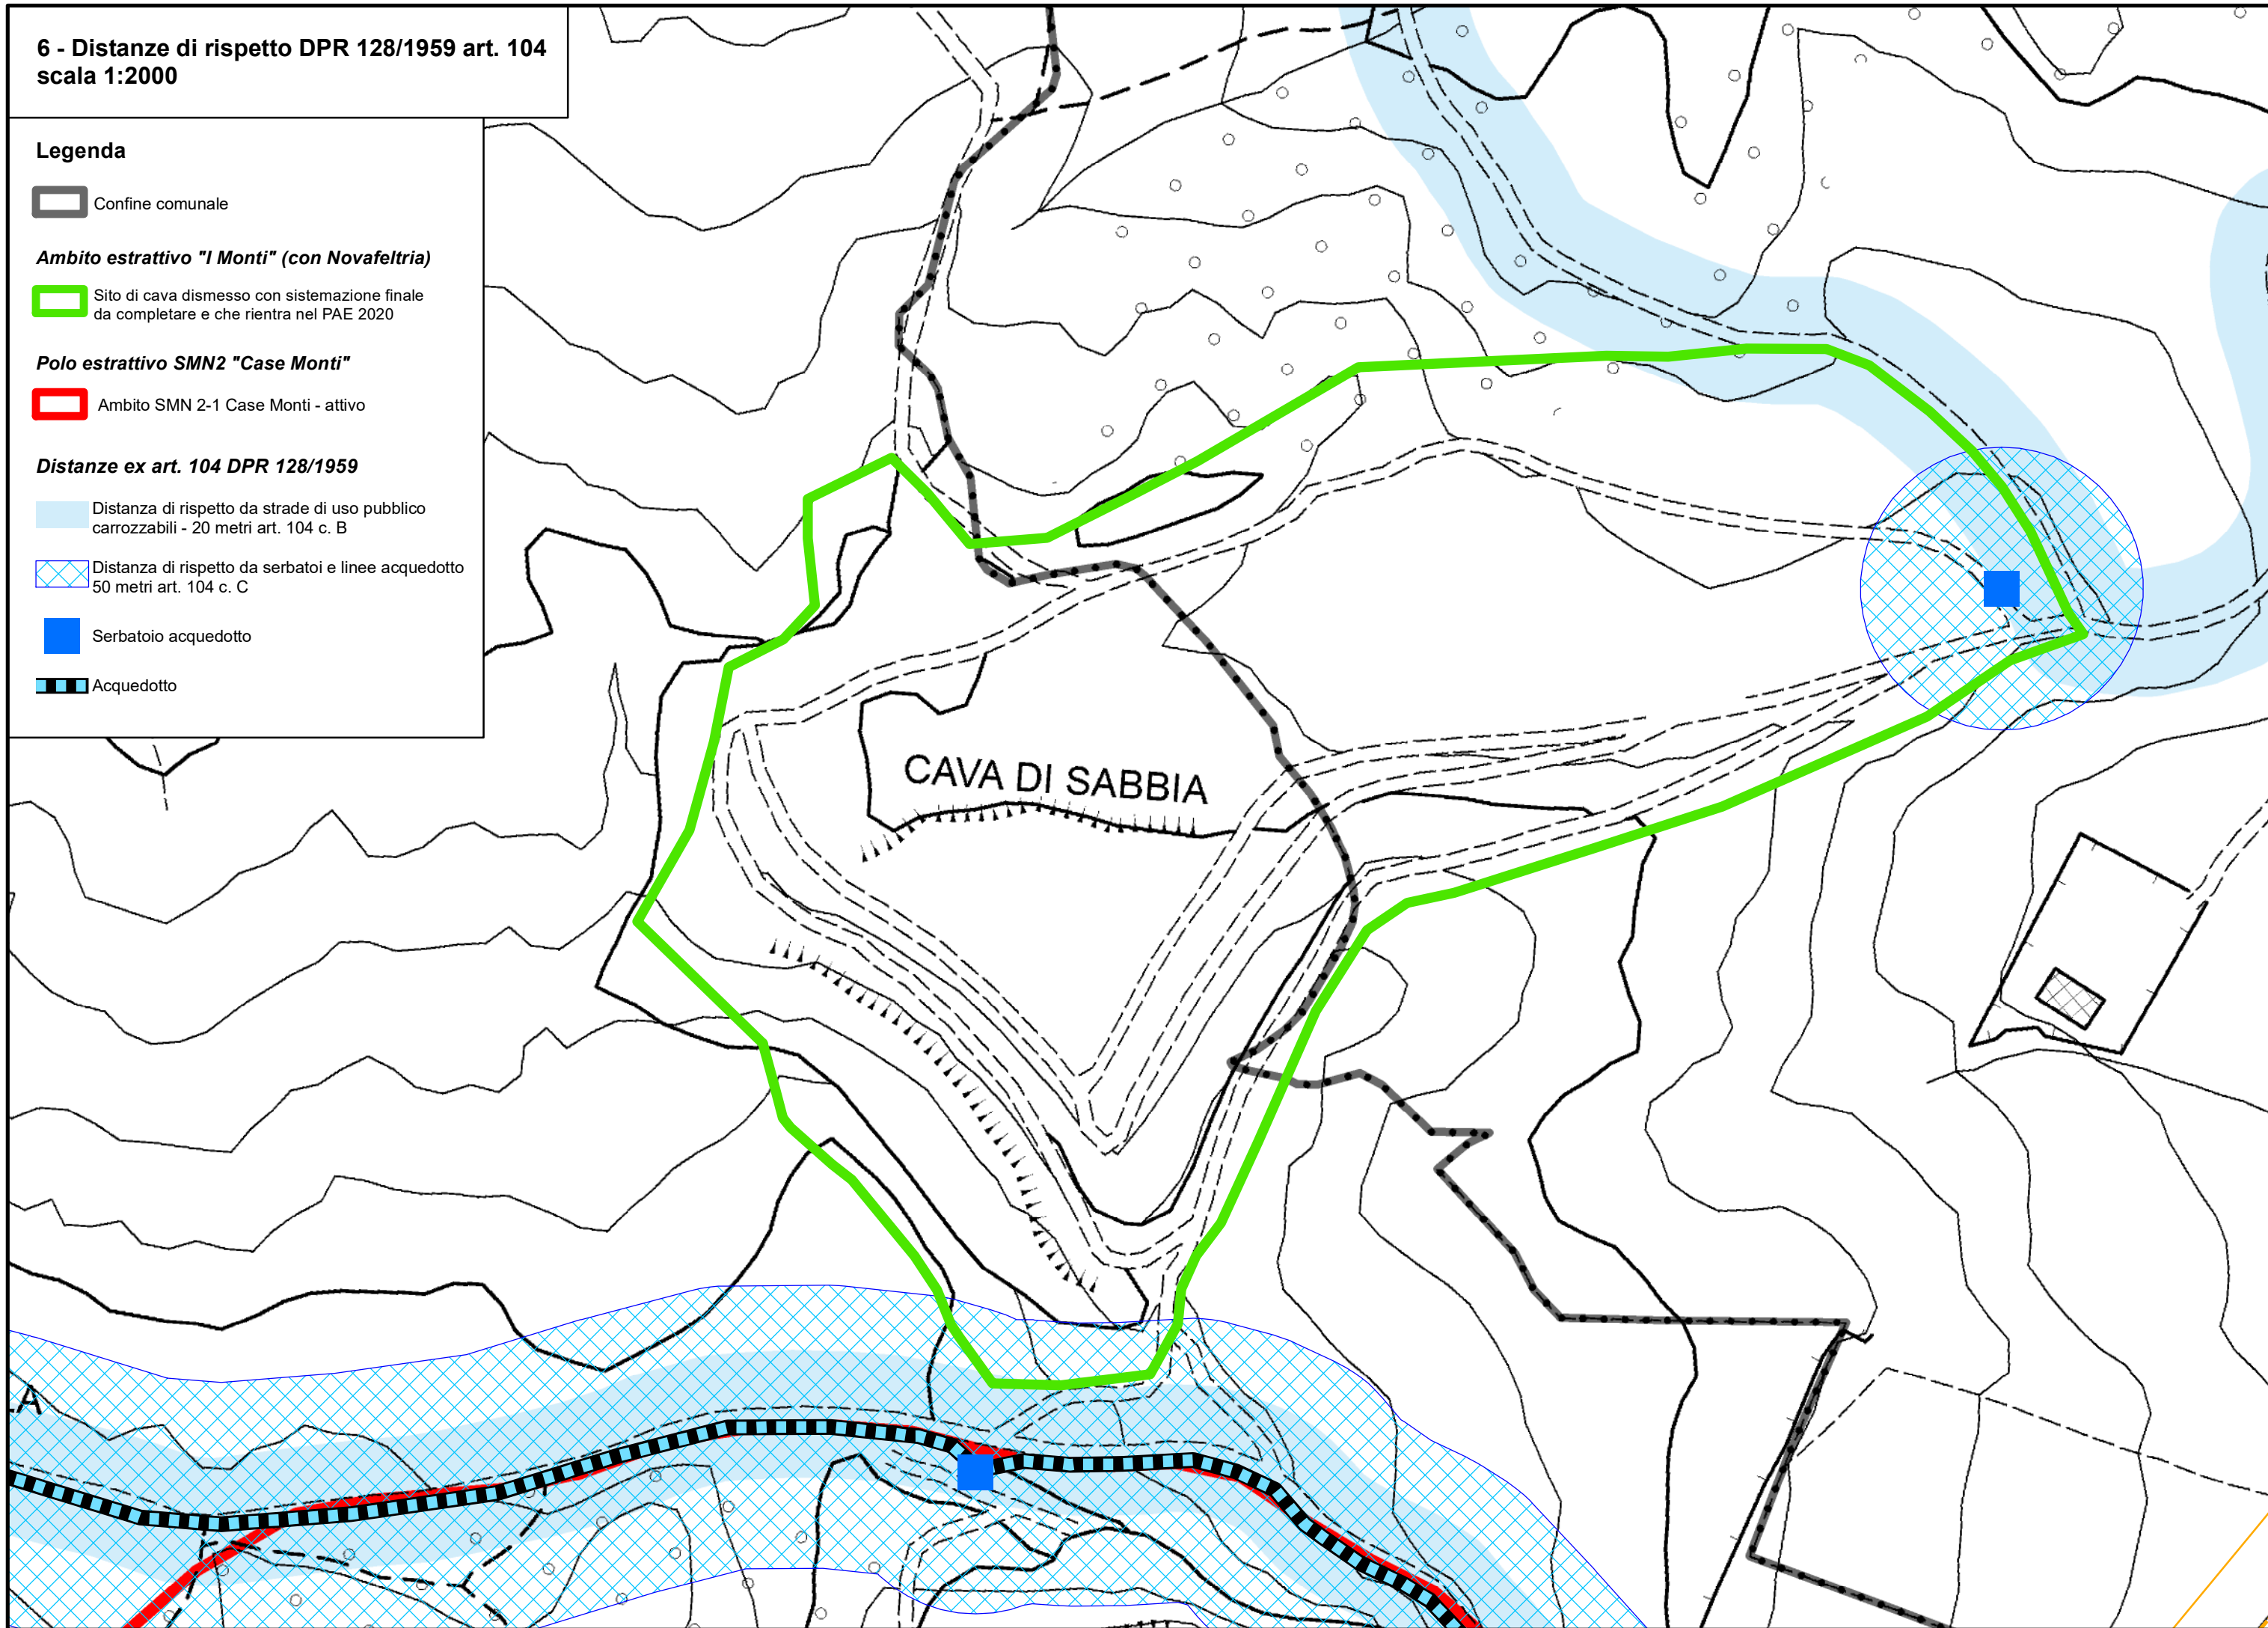 6 - Distanze di rispetto DPR 128/1959 art. 104
scala 1:2000
Legenda
Confine comunale
Ambito estrattivo "I Monti" (con Novafeltria)
Sito di cava dismesso con sistemazione finale
da completare e che rientra nel PAE 2020
Polo estrattivo SMN2 "Case Monti"
Ambito SMN 2-1 Case Monti - attivo
Distanze ex art. 104 DPR 128/1959
Distanza di rispetto da strade di uso pubblico
carrozzabili - 20 metri art. 104 c. B
Distanza di rispetto da serbatoi e linee acquedotto
50 metri art. 104 c. C
Serbatoio acquedotto
Acquedotto
CAVA DI SABBIA